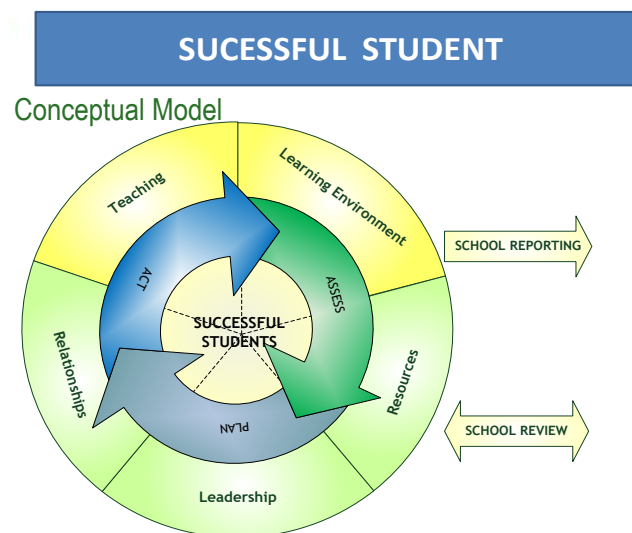 SUCESSFUL STUDENT
Conceptual Model
Teaching
Learning Environment
SCHOOL REPORTING
ACT
ASSESS
SUCCESSFUL
STUDENTS
Relationships
Resources
PLAN
SCHOOL REVIEW
Leadership